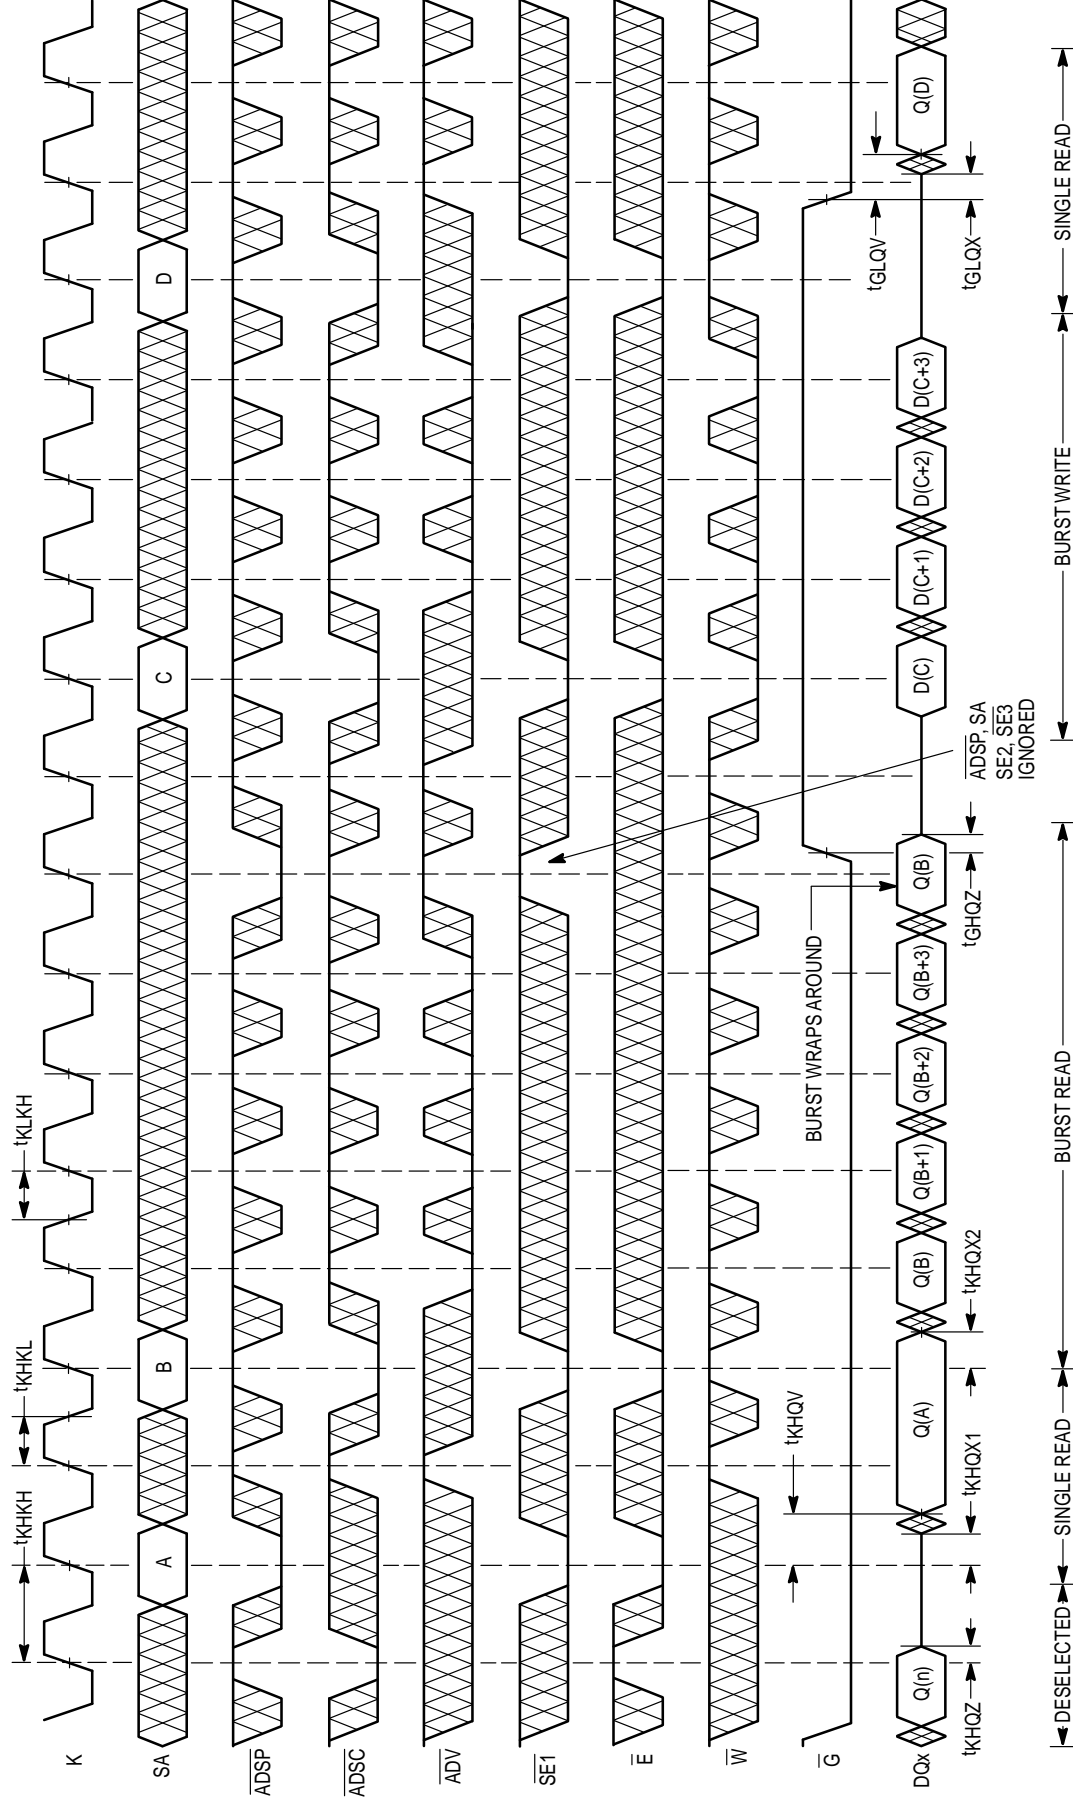 tKHKH
tKHKL
tKLKH
K
SA
A
B
C
D
ADSP
ADSC
ADV
SE1
E
W
tKHQV
BURST WRAPS AROUND
G
tGLQV
DQx
Q(n)
Q(A)
Q(B)
Q(B+1)
Q(B+2)
Q(B+3)
Q(B)
D(C)
D(C+1)
D(C+2)
D(C+3)
Q(D)
tKHQZ
tKHQX1
tKHQX2
tGHQZ
ADSP, SA
SE2, SE3
IGNORED
tGLQX
DESELECTED
SINGLE READ
BURST READ
BURST WRITE
SINGLE READ